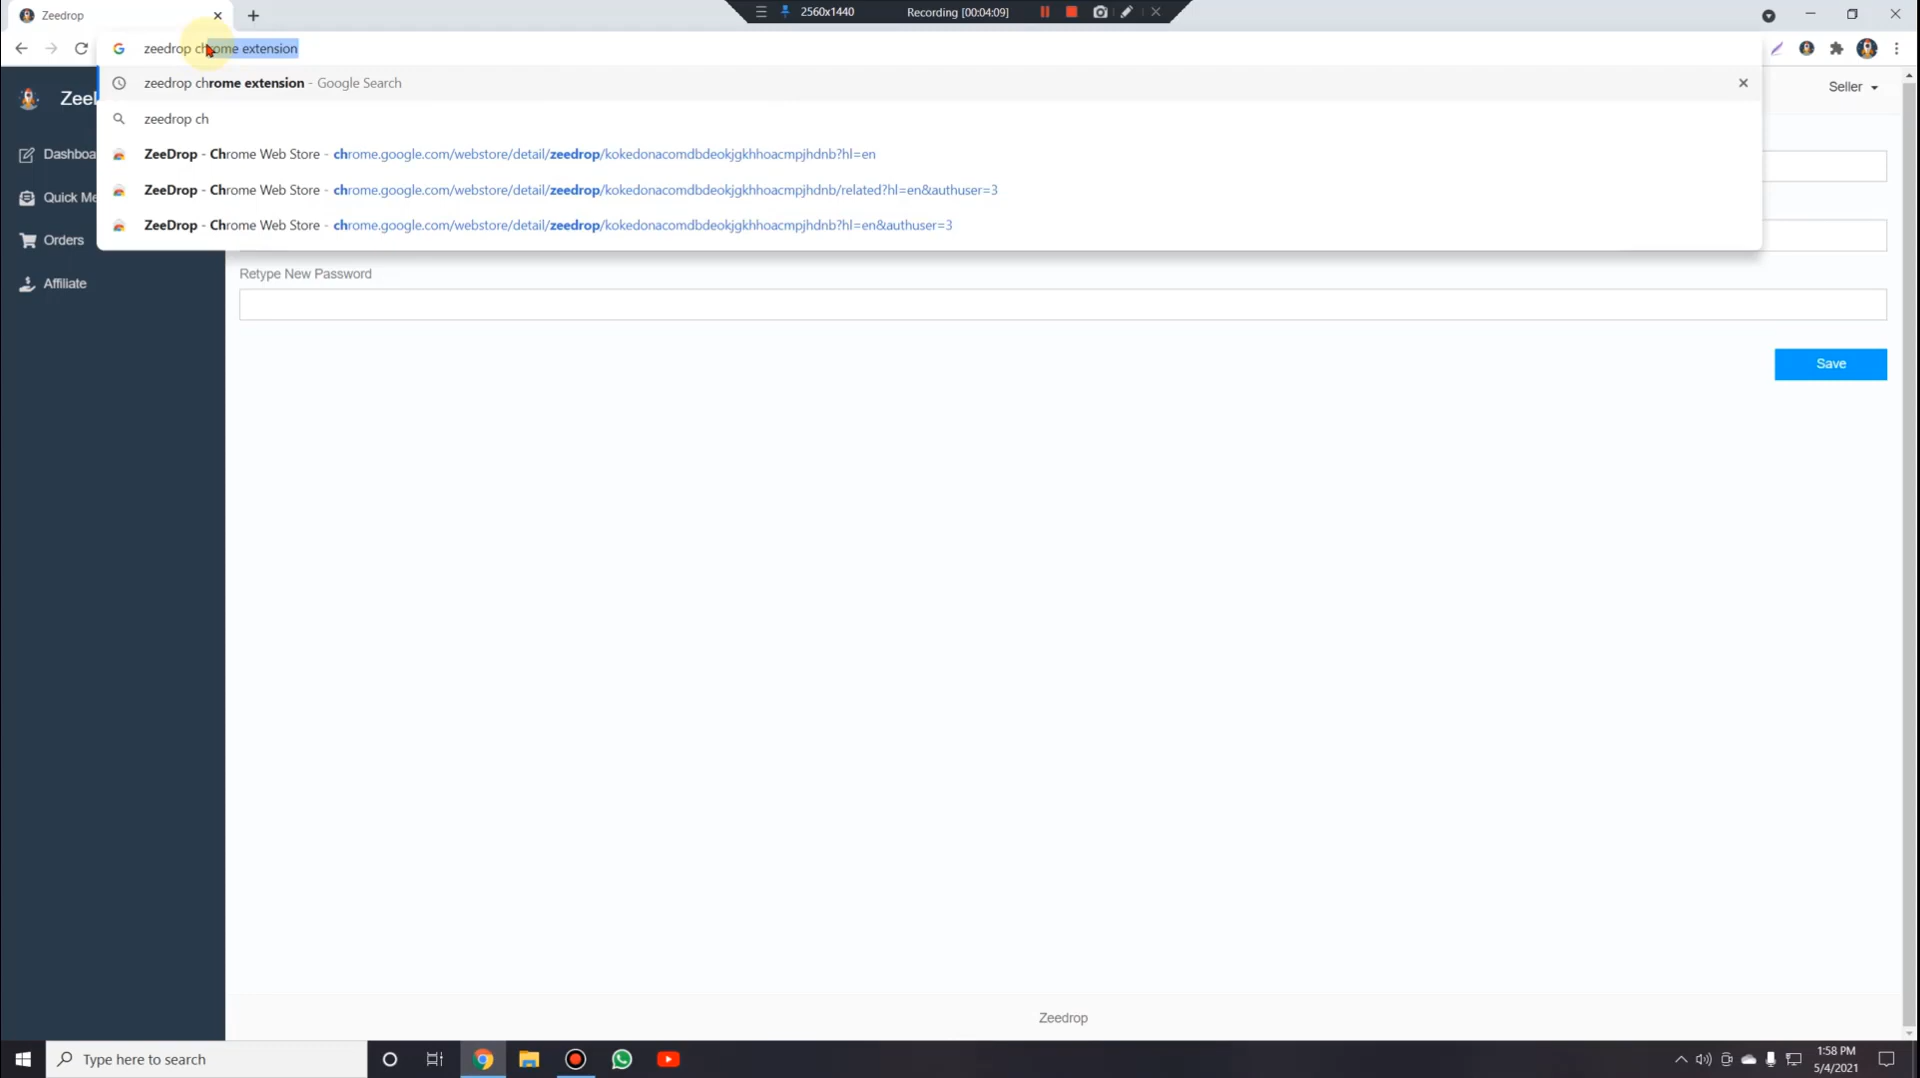 Zeedrop
2560x1440
Recording [00:04:09]
zeedrop chrome extension
zeedrop chrome extension - Google Search
zeedrop ch
ZeeDrop - Chrome Web Store - chrome.google.com/webstore/detail/zeedrop/kokedonacomdbdeokjgkhhoacmpjhdnb?hl=en
ZeeDrop - Chrome Web Store - chrome.google.com/webstore/detail/zeedrop/kokedonacomdbdeokjgkhhoacmpjhdnb/related?hl=en&authuser=3
ZeeDrop - Chrome Web Store - chrome.google.com/webstore/detail/zeedrop/kokedonacomdbdeokjgkhhoacmpjhdnb?hl=en&authuser=3
Seller
Quick
Orders
Affiliate
Retype New Password
Save
Zeedrop
Type here to search
1:58 PM
5/4/2021